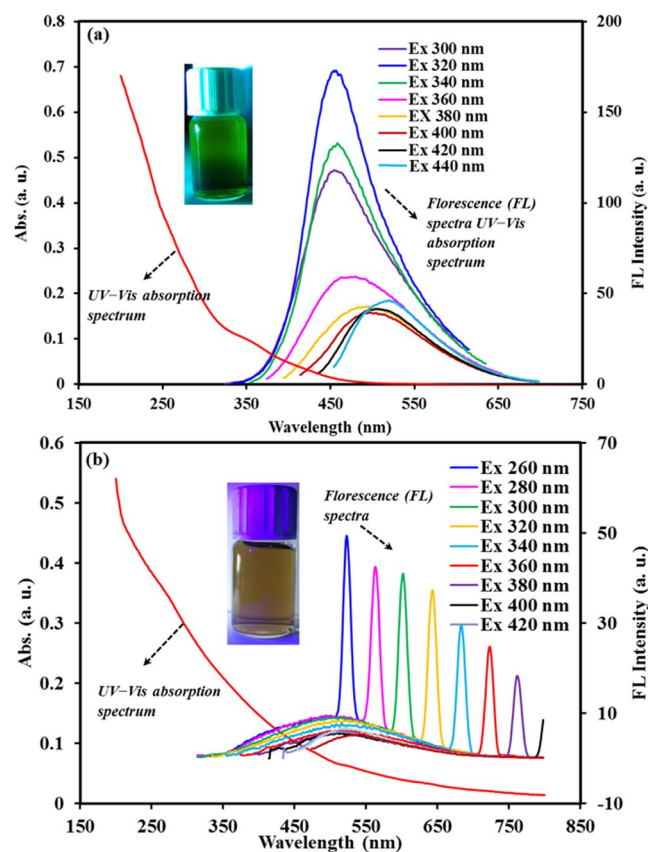 (a)
0.8
0.7
0.6
0.5
0.4
0.3
0.2
0.1
0
Abs. (a. u.)
200
150
100
50
0
FL Intensity (a. u.)
Ex 300 nm
Ex 320 nm
Ex 340 nm
Ex 360 nm
EX 380 nm
Ex 400 nm
Ex 420 nm
Ex 440 nm
Florescence (FL)
spectra UV–Vis
absorption
spectrum
UV–Vis absorption
spectrum
150 250 350 450 550 650 750
Wavelength (nm)
(b)
0.6
0.5
0.4
0.3
0.2
0.1
0
Abs. (a. u.)
70
50
30
10
-10
FL Intensity (a. u.)
Ex 260 nm
Ex 280 nm
Ex 300 nm
Ex 320 nm
Ex 340 nm
Ex 360 nm
Ex 380 nm
Ex 400 nm
Ex 420 nm
Florescence (FL)
spectra
UV–Vis absorption
spectrum
150 250 350 450 550 650 750 850
Wavelength (nm)